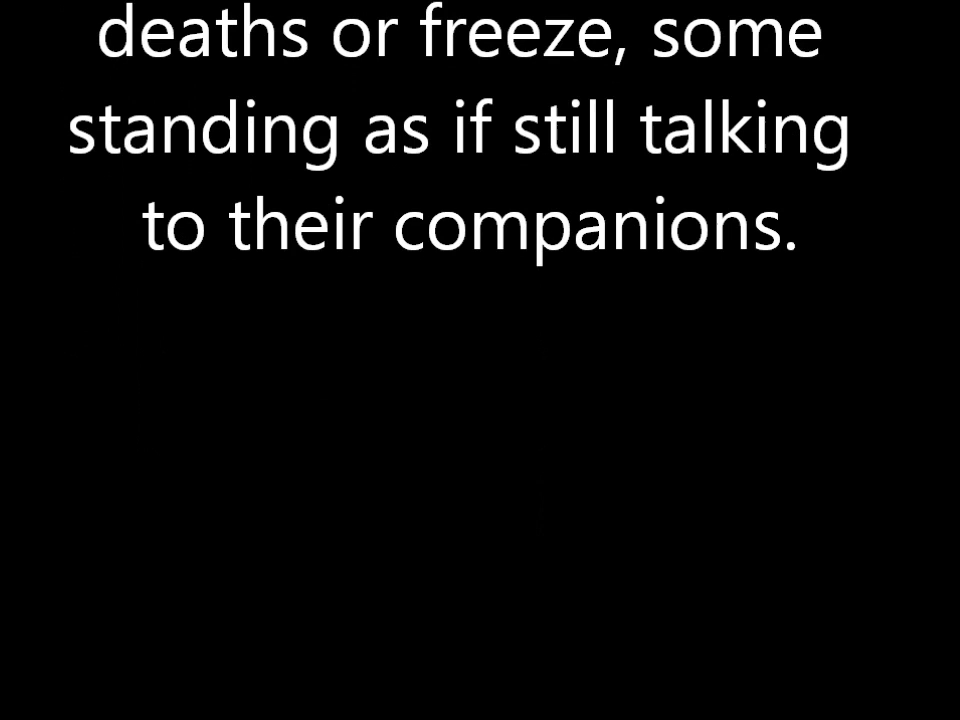 deaths or freeze, some
standing as if still talking
to their companions.